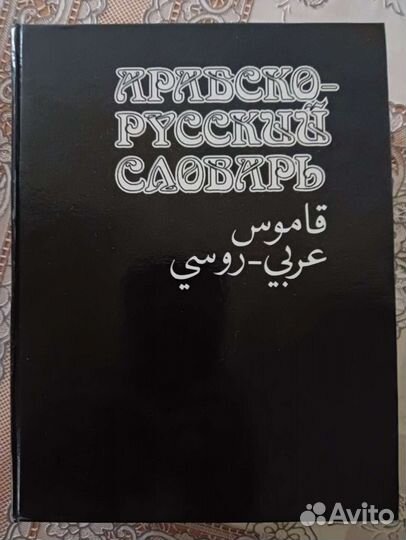 АРАБСКО-
РУССКИЙ
СЛОВАРЬ
قاموس
عربي-روسي
Avito